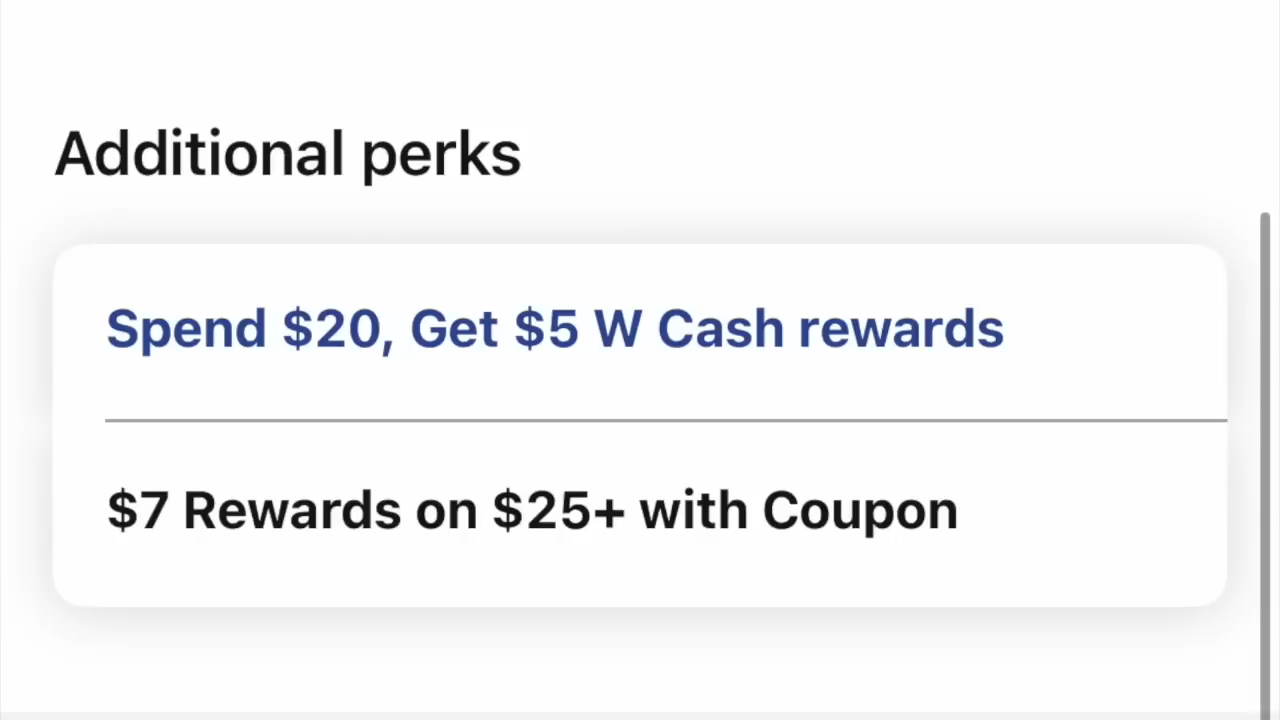 Additional perks
Spend $20, Get $5 W Cash rewards
$7 Rewards on $25+ with Coupon